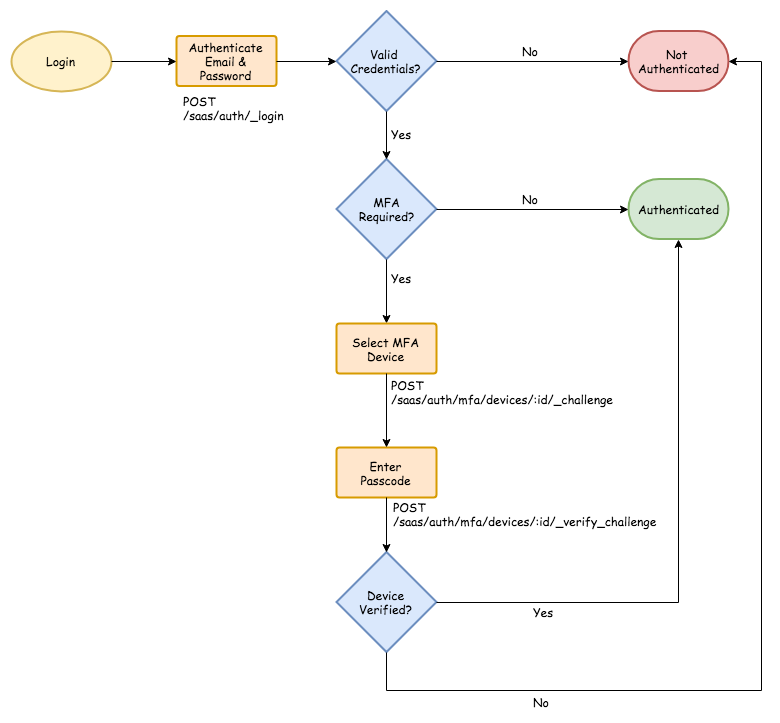 Login
Authenticate
Email &
Password
POST
/saas/auth/_login
Valid
Credentials?
No
Not
Authenticated
Yes
MFA
Required?
No
Authenticated
Yes
Select MFA
Device
POST
/saas/auth/mfa/devices/:id/_challenge
Enter
Passcode
POST
/saas/auth/mfa/devices/:id/_verify_challenge
Device
Verified?
Yes
No